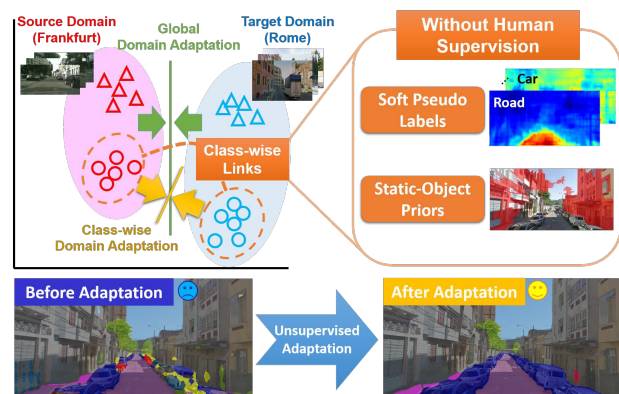 Source Domain
(Frankfurt)
Global
Domain Adaptation
Target Domain
(Rome)
Class-wise
Links
Class-wise
Domain Adaptation
Without Human
Supervision
Soft Pseudo
Labels
Car
Road
Static-Object
Priors
Before Adaptation
Unsupervised
Adaptation
After Adaptation